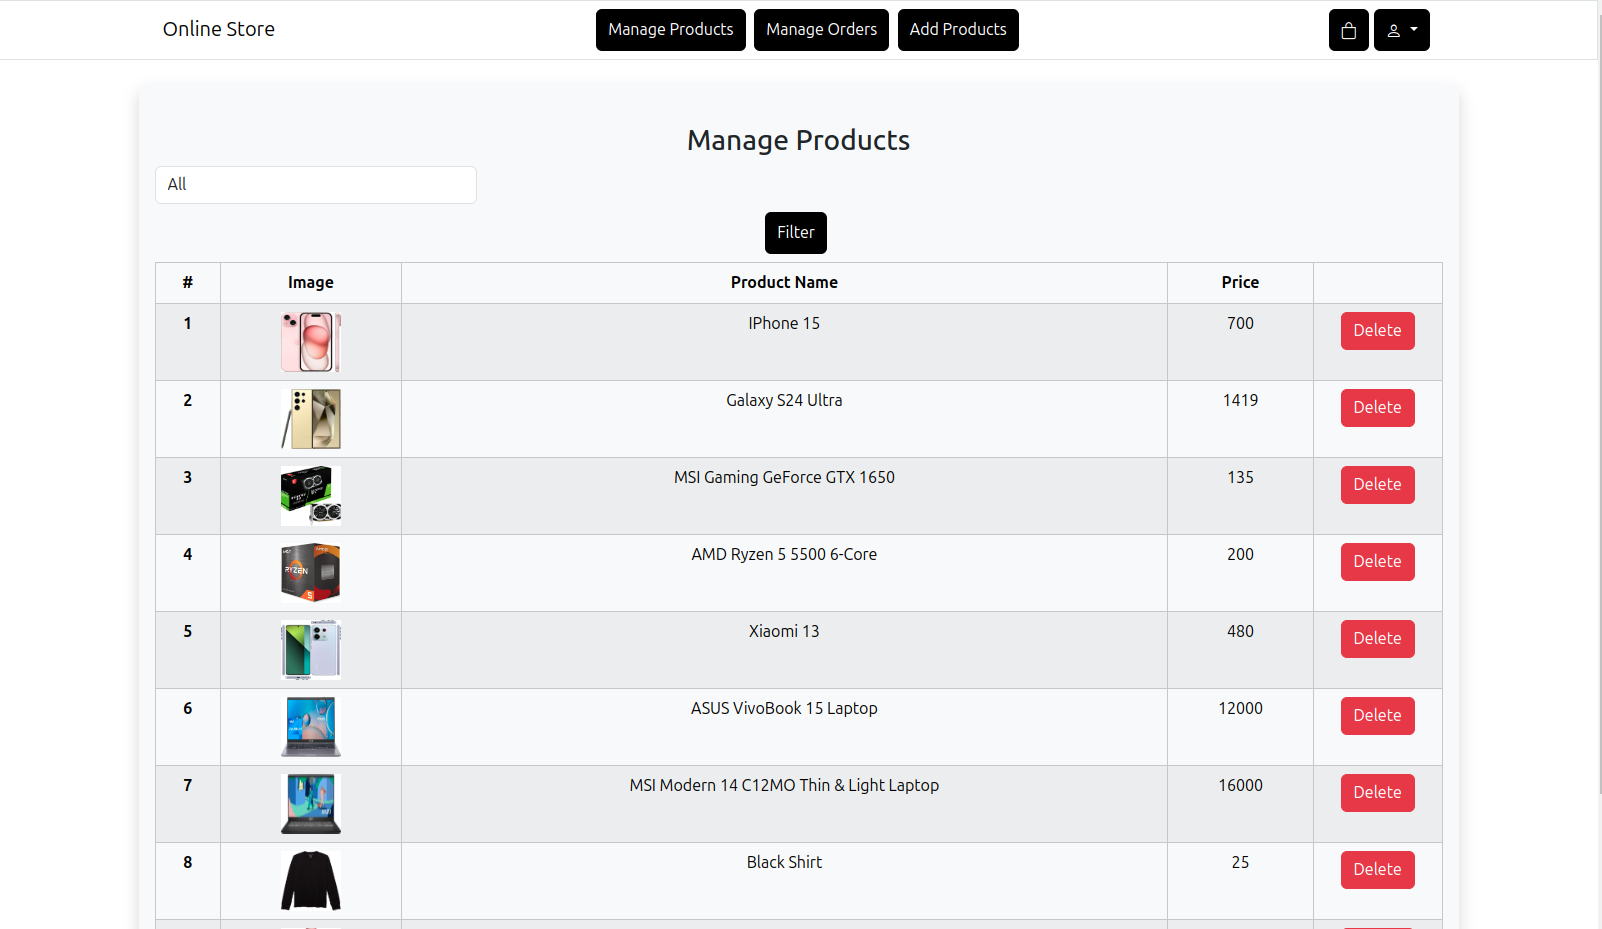 Online Store
Manage Products
Manage Orders
Add Products
Manage Products
All
Filter
# Image Product Name Price
1 IPhone 15 700 Delete
2 Galaxy S24 Ultra 1419 Delete
3 MSI Gaming GeForce GTX 1650 135 Delete
4 AMD Ryzen 5 5500 6-Core 200 Delete
RYZEN
5
5 Xiaomi 13 480 Delete
6 ASUS VivoBook 15 Laptop 12000 Delete
7 MSI Modern 14 C12MO Thin & Light Laptop 16000 Delete
8 Black Shirt 25 Delete